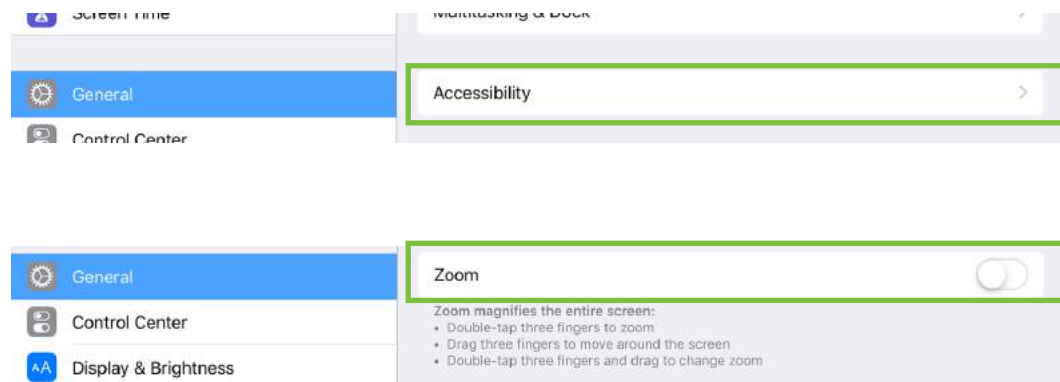 Screen Time
Multitasking & Dock
General
Accessibility
Control Center
General
Zoom
Zoom magnifies the entire screen:
• Double-tap three fingers to zoom
• Drag three fingers to move around the screen
• Double-tap three fingers and drag to change zoom
Control Center
Display & Brightness